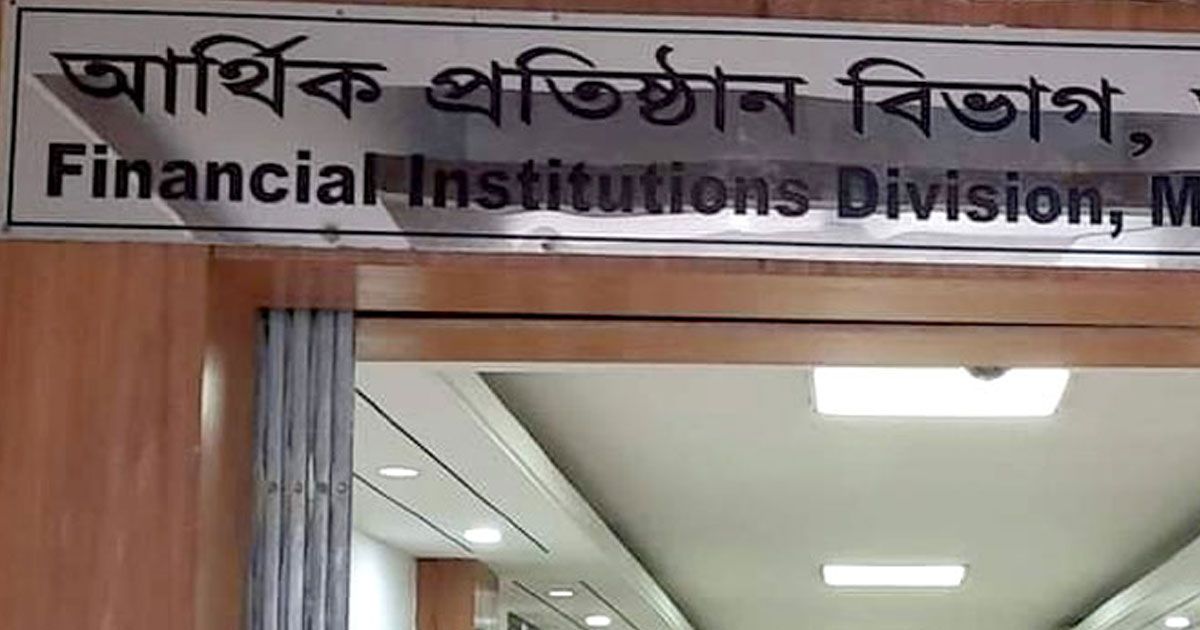 আর্থিক প্রতিষ্ঠান বিভাগ,
Financial Institutions Division, M